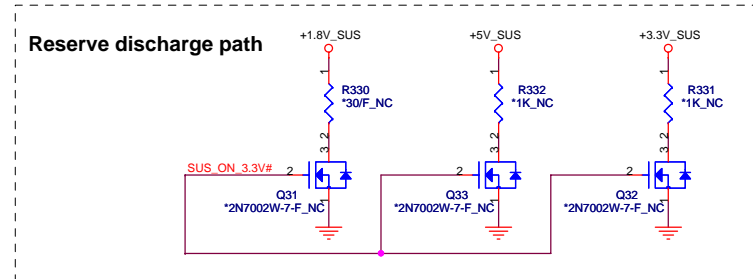 Reserve discharge path
+1.8V_SUS
+5V_SUS
+3.3V_SUS
1
1
1
R330
*30/F_NC
R332
*1K_NC
R331
*1K_NC
2
2
2
3
3
3
SUS_ON_3.3V#
2
2
2
1
1
1
Q31
*2N7002W-7-F_NC
Q33
*2N7002W-7-F_NC
Q32
*2N7002W-7-F_NC